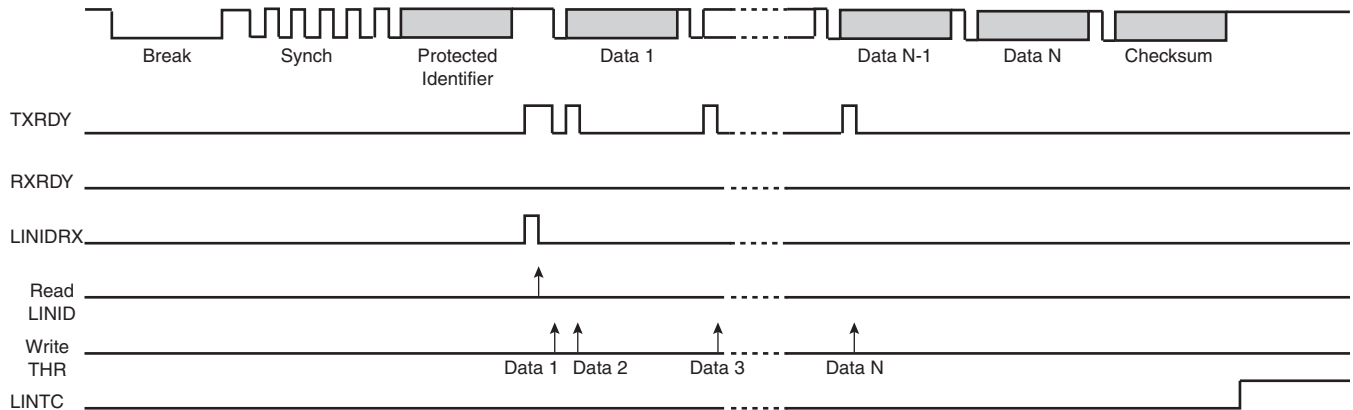 Break Synch Protected Data 1 Data N-1 Data N Checksum
Identifier
TXRDY
RXRDY
LINIDRX
Read
LINID
Write
THR
Data 1 Data 2 Data 3 Data N
LINTC